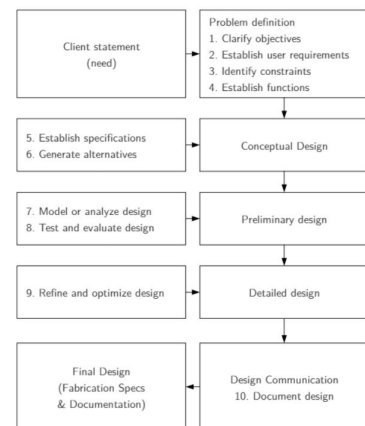 Client statement
(need)
Problem definition
1. Clarify objectives
2. Establish user requirements
3. Identify constraints
4. Establish functions
5. Establish specifications
6. Generate alternatives
Conceptual Design
7. Model or analyze design
8. Test and evaluate design
Preliminary design
9. Refine and optimize design
Detailed design
Final Design
(Fabrication Specs
& Documentation)
Design Communication
10. Document design